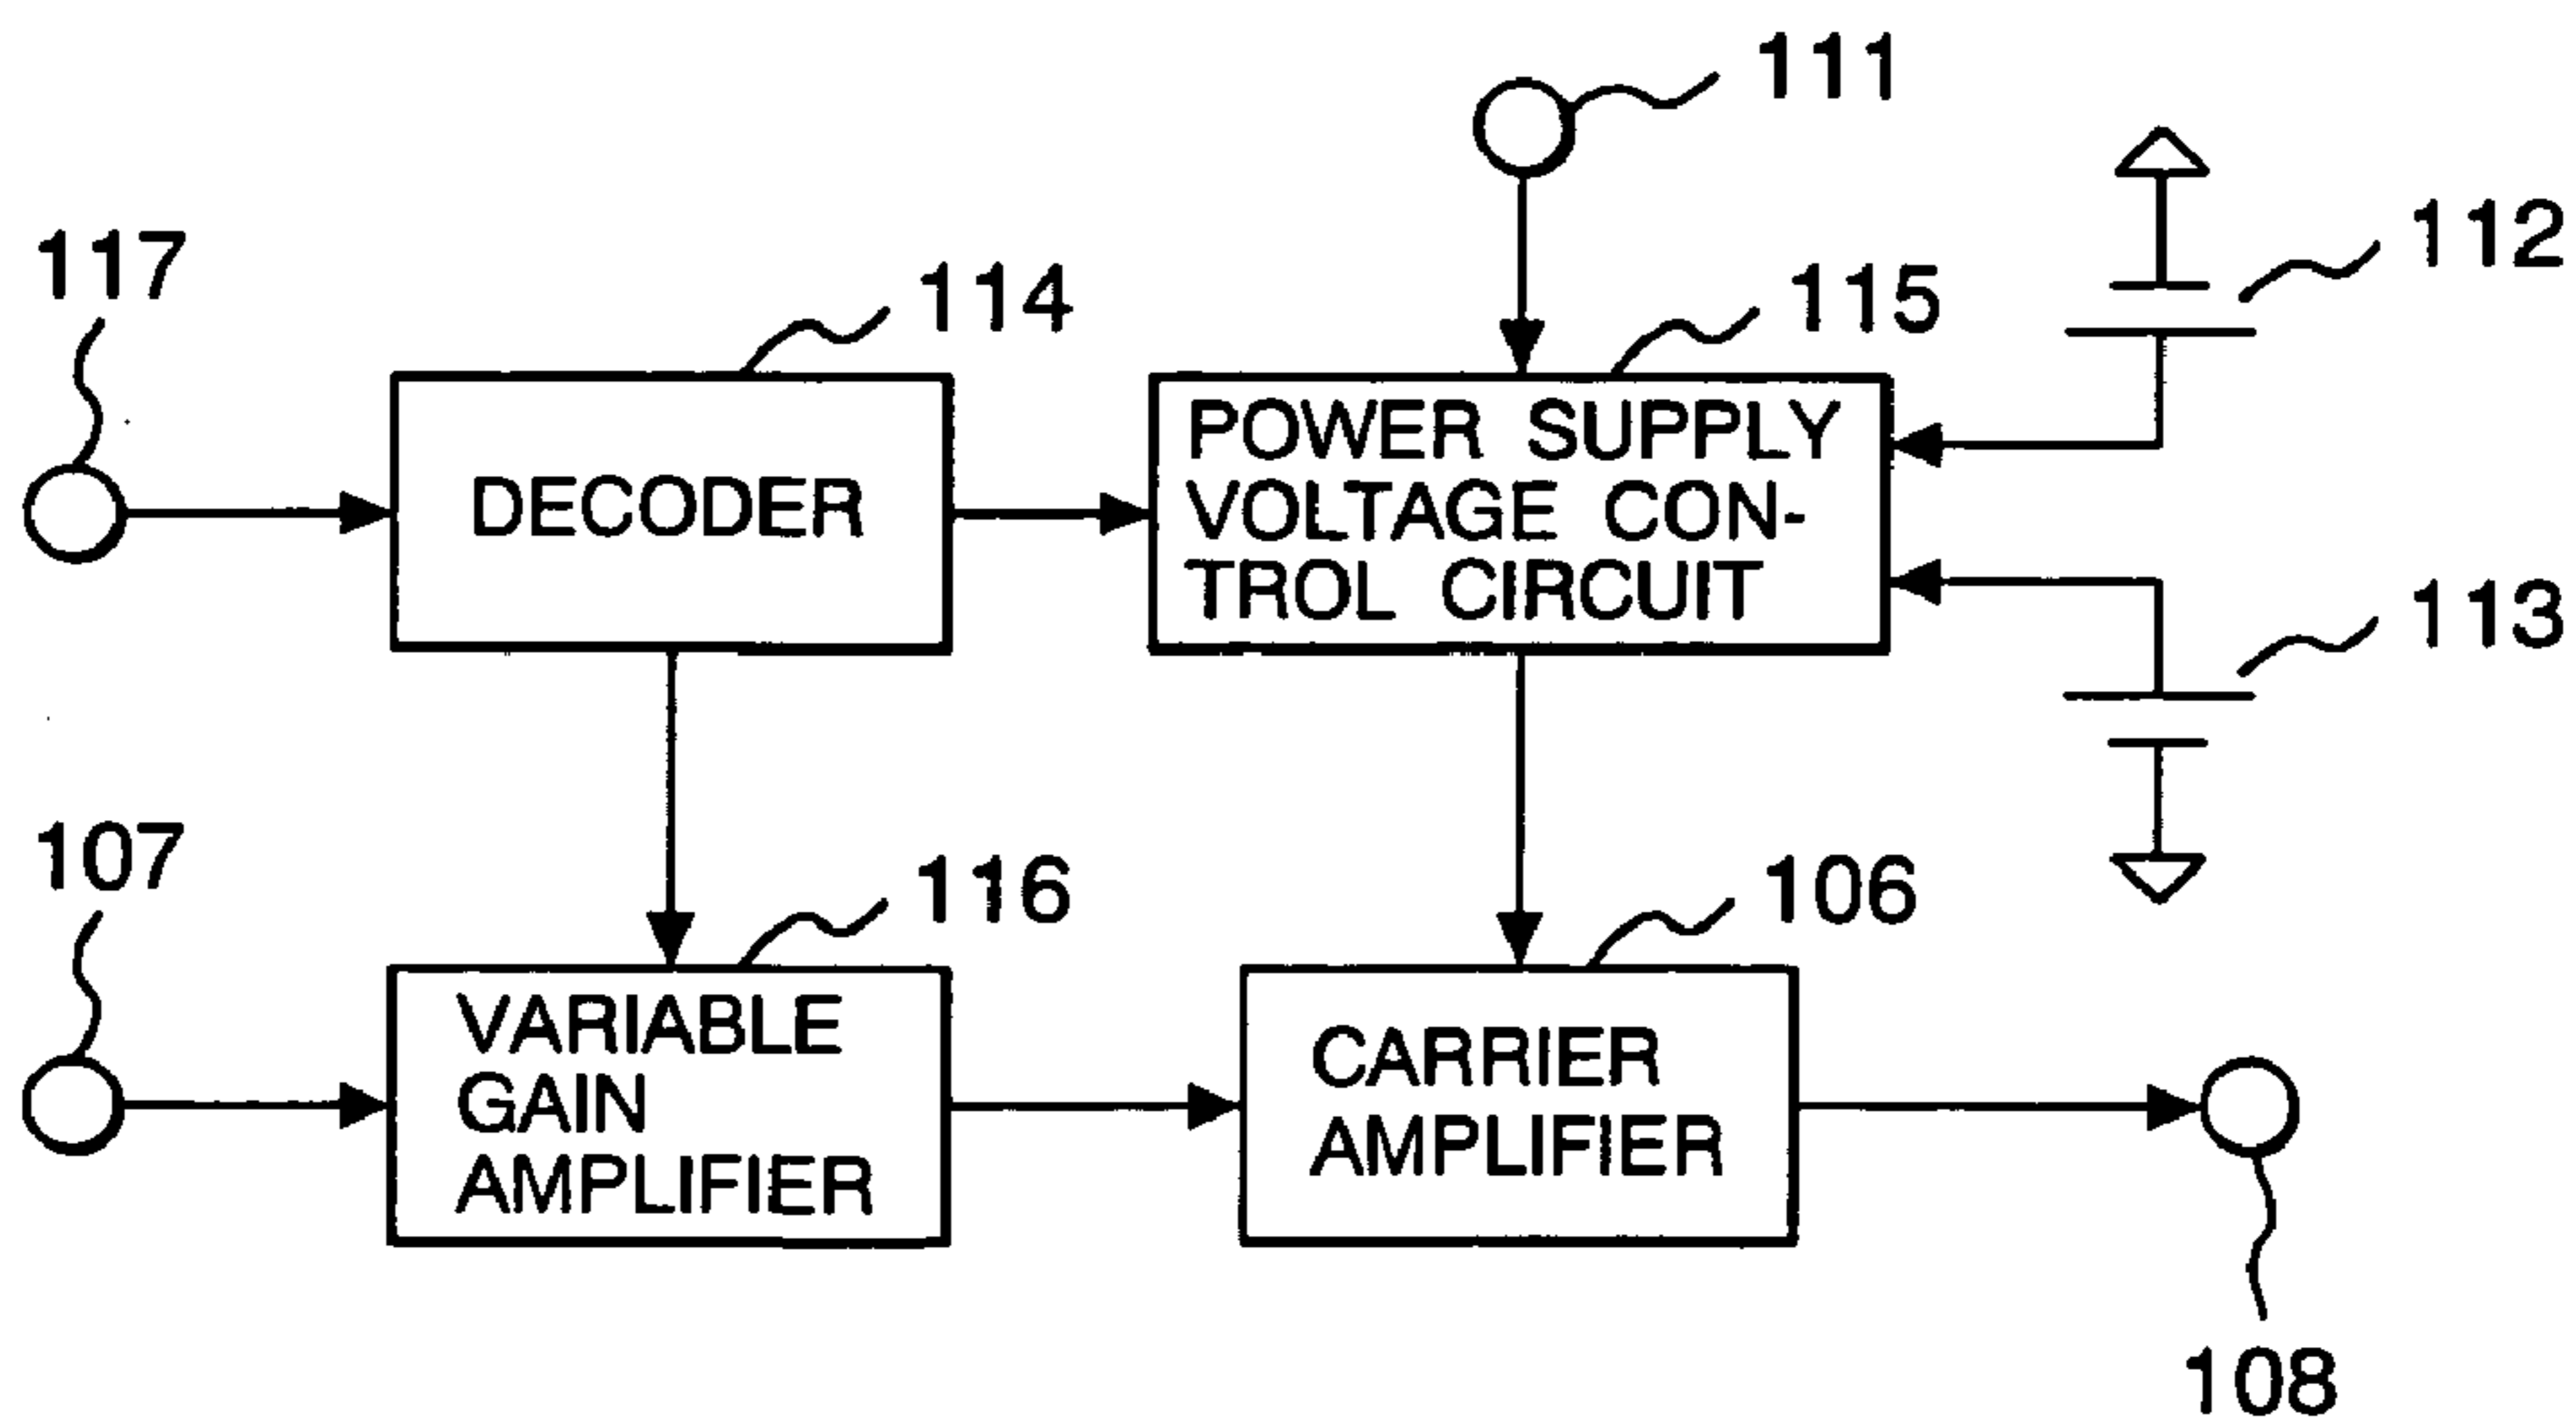 111
112
117
114
115
DECODER
POWER SUPPLY
VOLTAGE CON-
TROL CIRCUIT
113
107
116
106
VARIABLE
GAIN
AMPLIFIER
CARRIER
AMPLIFIER
108